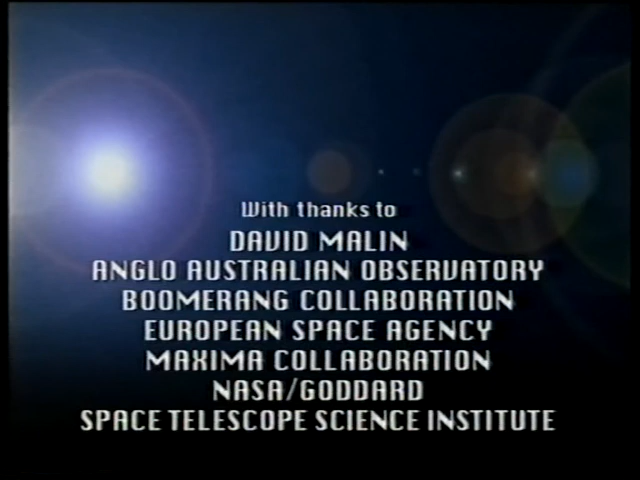 With thanks to
DAVID MALIN
ANGLO AUSTRALIAN OBSERVATORY
BOOMERANG COLLABORATION
EUROPEAN SPACE AGENCY
MAXIMA COLLABORATION
NASA/GODDARD
SPACE TELESCOPE SCIENCE INSTITUTE